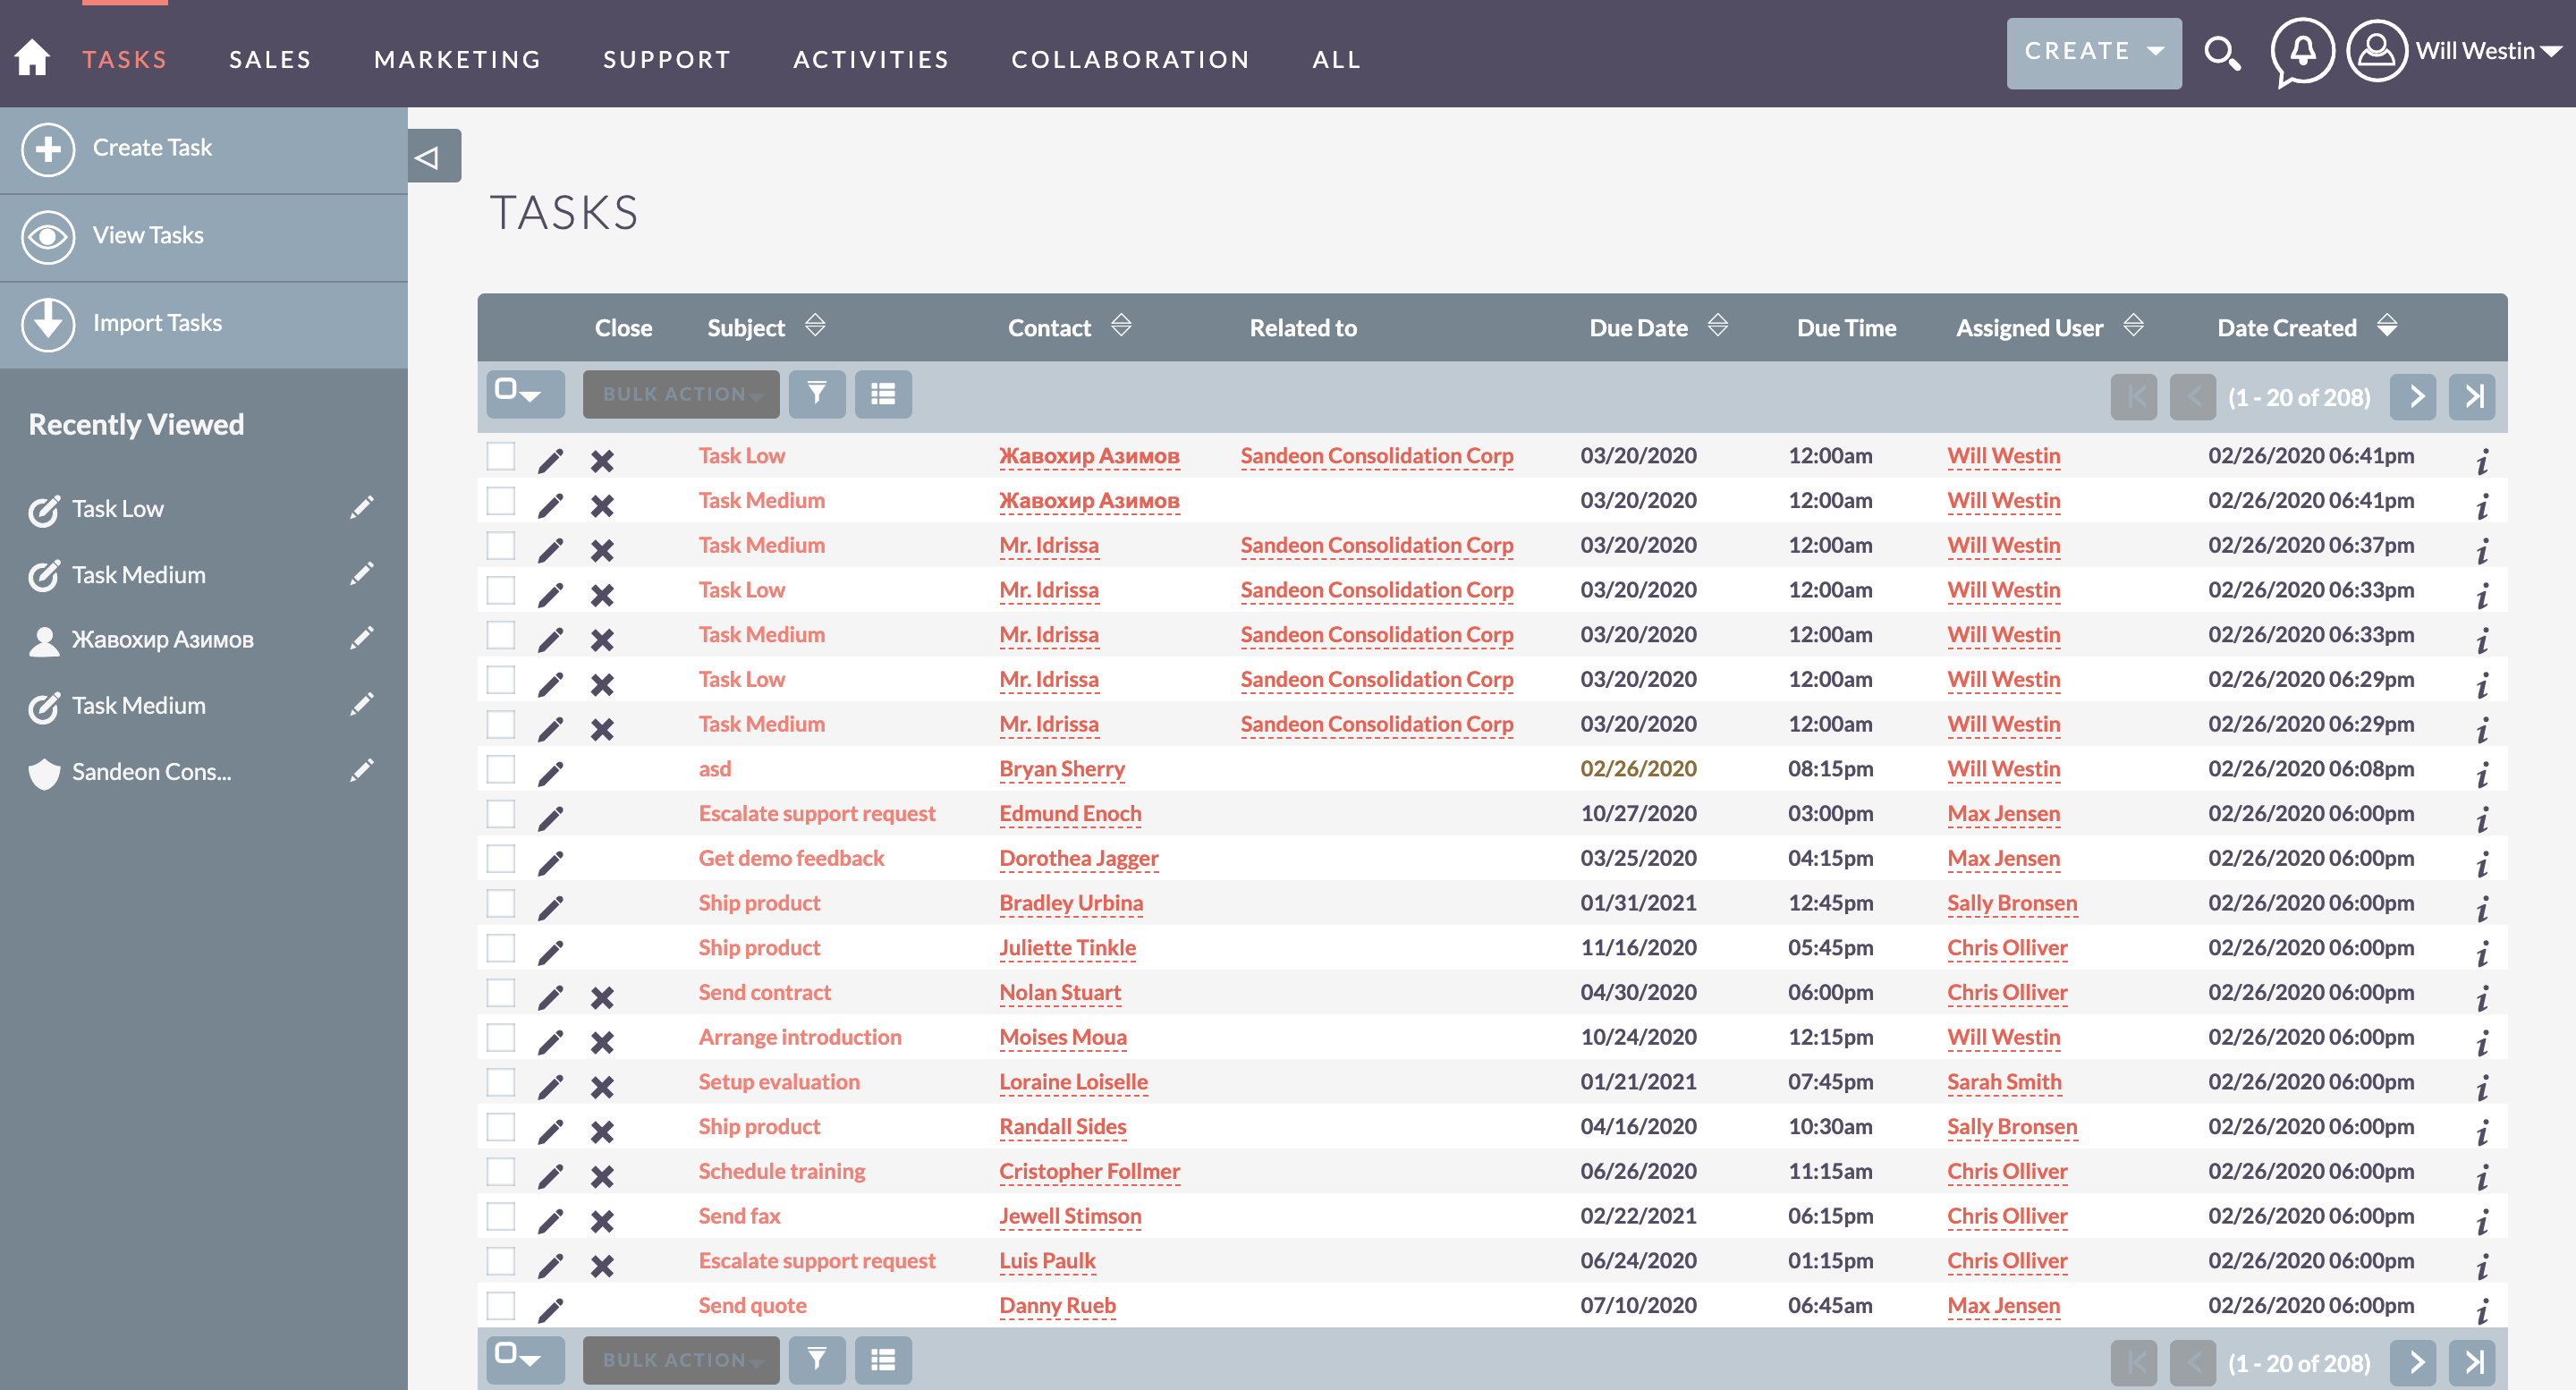 TASKS SALES MARKETING SUPPORT ACTIVITIES COLLABORATION ALL CREATE Will Westin
Create Task
View Tasks
Import Tasks
Recently Viewed
Task Low
Task Medium
Жавохир Азимов
Task Medium
Sandeon Cons...
TASKS
Close Subject Contact Related to Due Date Due Time Assigned User Date Created
BULK ACTION (1 - 20 of 208)
Task Low Жавохир Азимов Sandeon Consolidation Corp 03/20/2020 12:00am Will Westin 02/26/2020 06:41pm
Task Medium Жавохир Азимов 03/20/2020 12:00am Will Westin 02/26/2020 06:41pm
Task Medium Mr. Idrissa Sandeon Consolidation Corp 03/20/2020 12:00am Will Westin 02/26/2020 06:37pm
Task Low Mr. Idrissa Sandeon Consolidation Corp 03/20/2020 12:00am Will Westin 02/26/2020 06:33pm
Task Medium Mr. Idrissa Sandeon Consolidation Corp 03/20/2020 12:00am Will Westin 02/26/2020 06:33pm
Task Low Mr. Idrissa Sandeon Consolidation Corp 03/20/2020 12:00am Will Westin 02/26/2020 06:29pm
Task Medium Mr. Idrissa Sandeon Consolidation Corp 03/20/2020 12:00am Will Westin 02/26/2020 06:29pm
asd Bryan Sherry 02/26/2020 08:15pm Will Westin 02/26/2020 06:08pm
Escalate support request Edmund Enoch 10/27/2020 03:00pm Max Jensen 02/26/2020 06:00pm
Get demo feedback Dorothea Jagger 03/25/2020 04:15pm Max Jensen 02/26/2020 06:00pm
Ship product Bradley Urbina 01/31/2021 12:45pm Sally Bronsen 02/26/2020 06:00pm
Ship product Juliette Tinkle 11/16/2020 05:45pm Chris Olliver 02/26/2020 06:00pm
Send contract Nolan Stuart 04/30/2020 06:00pm Chris Olliver 02/26/2020 06:00pm
Arrange introduction Moises Moua 10/24/2020 12:15pm Will Westin 02/26/2020 06:00pm
Setup evaluation Loraine Loiselle 01/21/2021 07:45pm Sarah Smith 02/26/2020 06:00pm
Ship product Randall Sides 04/16/2020 10:30am Sally Bronsen 02/26/2020 06:00pm
Schedule training Cristopher Follmer 06/26/2020 11:15am Chris Olliver 02/26/2020 06:00pm
Send fax Jewell Stimson 02/22/2021 06:15pm Chris Olliver 02/26/2020 06:00pm
Escalate support request Luis Paulk 06/24/2020 01:15pm Chris Olliver 02/26/2020 06:00pm
Send quote Danny Rueb 07/10/2020 06:45am Max Jensen 02/26/2020 06:00pm
BULK ACTION (1 - 20 of 208)